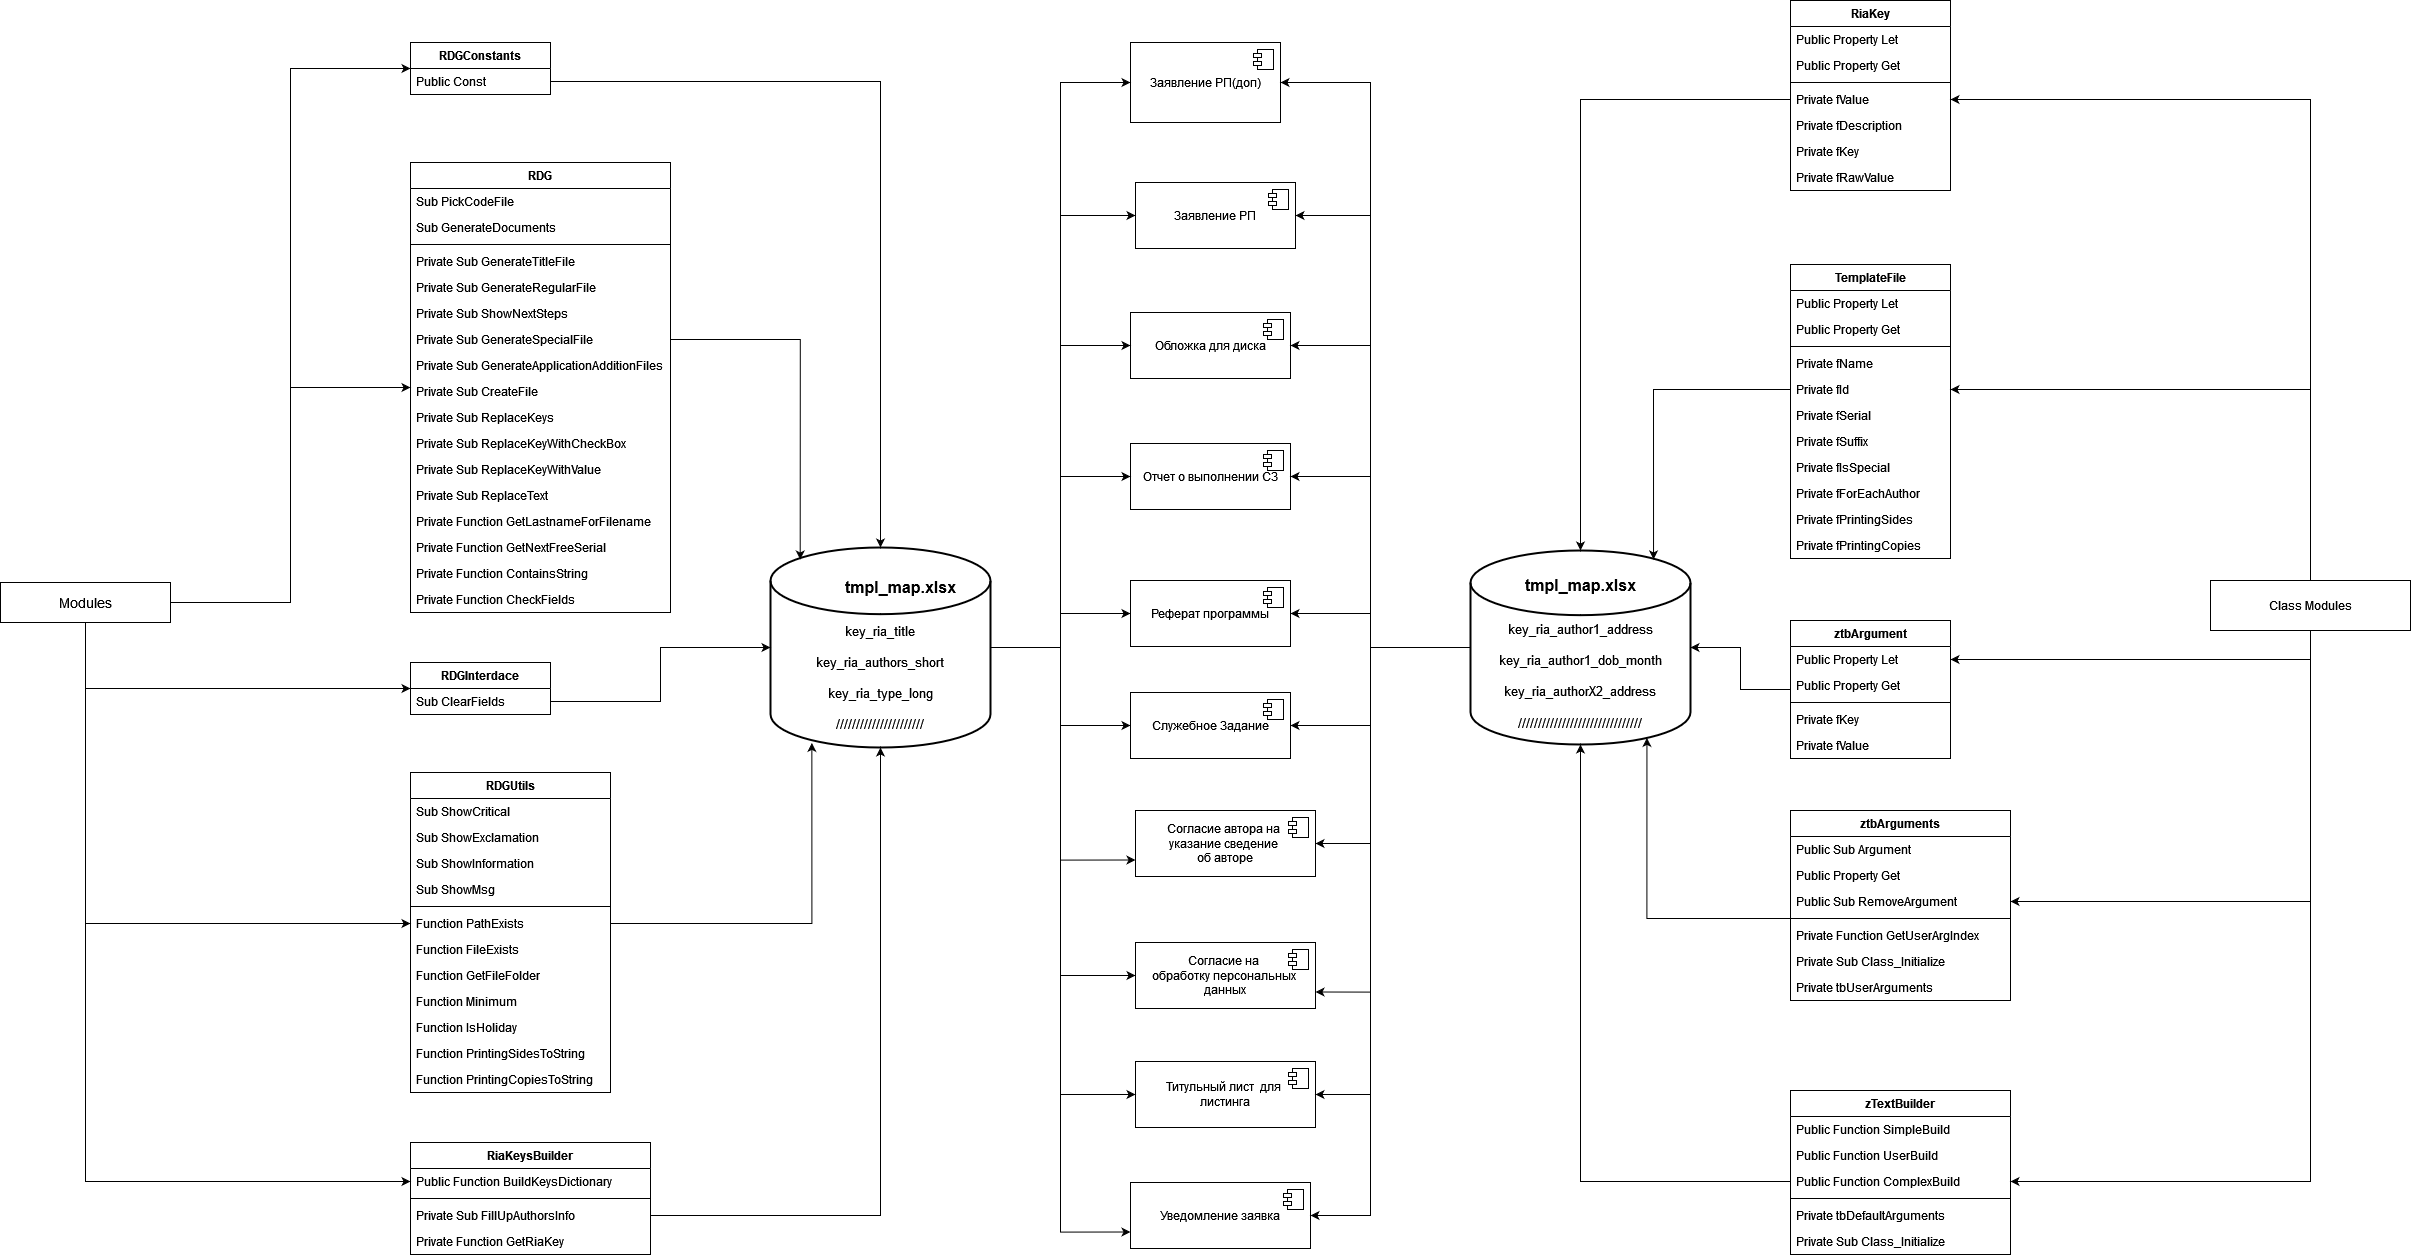 Modules
RDGConstants
Public Const
RDG
Sub PickCodeFile
Sub GenerateDocuments
Private Sub GenerateTitleFile
Private Sub GenerateRegularFile
Private Sub ShowNextSteps
Private Sub GenerateSpecialFile
Private Sub GenerateApplicationAdditionFiles
Private Sub CreateFile
Private Sub ReplaceKeys
Private Sub ReplaceKeyWithCheckBox
Private Sub ReplaceKeyWithValue
Private Sub ReplaceText
Private Function GetLastnameForFilename
Private Function GetNextFreeSerial
Private Function ContainsString
Private Function CheckFields
RDGInterdace
Sub ClearFields
RDGUtils
Sub ShowCritical
Sub ShowExclamation
Sub ShowInformation
Sub ShowMsg
Function PathExists
Function FileExists
Function GetFileFolder
Function Minimum
Function IsHoliday
Function PrintingSidesToString
Function PrintingCopiesToString
RiaKeysBuilder
Public Function BuildKeysDictionary
Private Sub FillUpAuthorsInfo
Private Function GetRiaKey
tmpl_map.xlsx
key_ria_title
key_ria_authors_short
key_ria_type_long
//////////////////////
Заявление РП(доп)
Заявление РП
Обложка для диска
Отчет о выполнении СЗ
Реферат программы
Служебное Задание
Согласие автора на
указание сведение
об авторе
Согласие на
обработку персональных
данных
Титульный лист для
листинга
Уведомление заявка
tmpl_map.xlsx
key_ria_author1_address
key_ria_author1_dob_month
key_ria_authorX2_address
///////////////////////////////
RiaKey
Public Property Let
Public Property Get
Private fValue
Private fDescription
Private fKey
Private fRawValue
TemplateFile
Public Property Let
Public Property Get
Private fName
Private fId
Private fSerial
Private fSuffix
Private fIsSpecial
Private fForEachAuthor
Private fPrintingSides
Private fPrintingCopies
ztbArgument
Public Property Let
Public Property Get
Private fKey
Private fValue
ztbArguments
Public Sub Argument
Public Property Get
Public Sub RemoveArgument
Private Function GetUserArgIndex
Private Sub Class_Initialize
Private tbUserArguments
zTextBuilder
Public Function SimpleBuild
Public Function UserBuild
Public Function ComplexBuild
Private tbDefaultArguments
Private Sub Class_Initialize
Class Modules